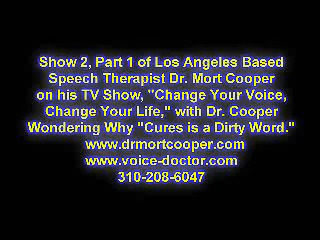 Show 2, Part 1 of Los Angeles Based
Speech Therapist Dr. Mort Cooper
on his TV Show, "Change Your Voice,
Change Your Life," with Dr. Cooper
Wondering Why "Cures is a Dirty Word."
www.drmortcooper.com
www.voice-doctor.com
310-208-6047